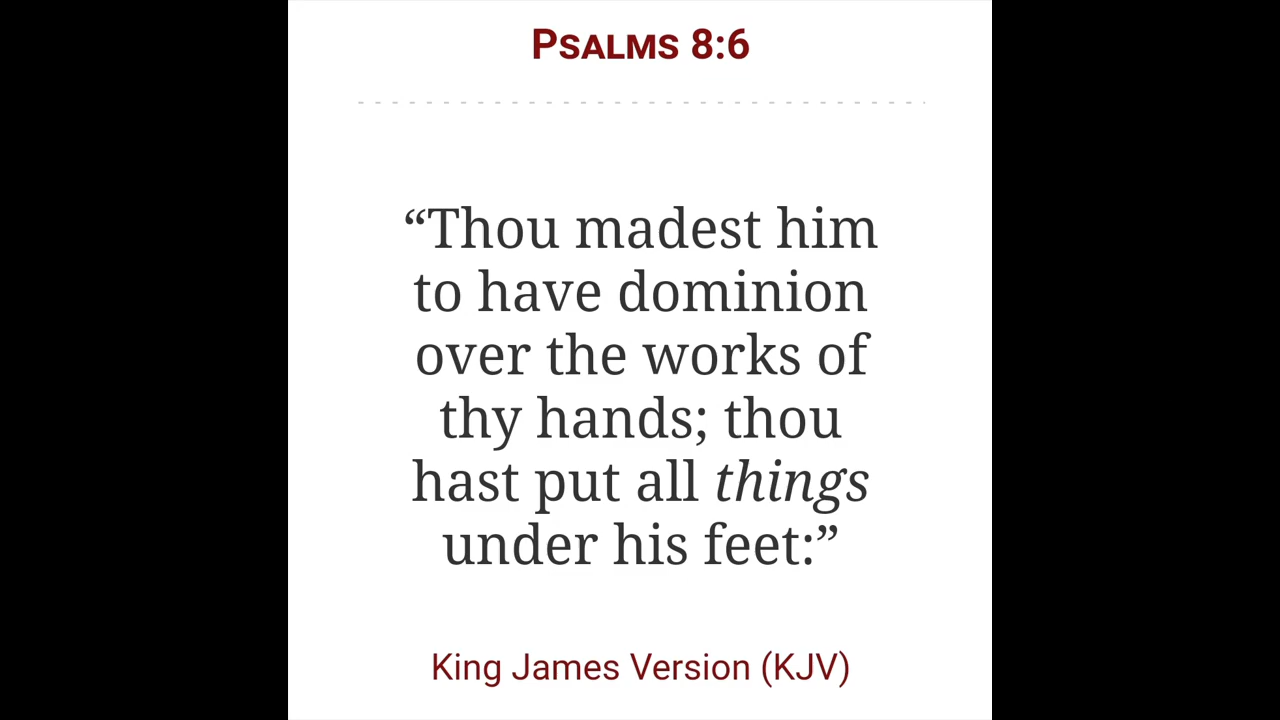 Psalms 8:6
“Thou madest him
to have dominion
over the works of
thy hands; thou
hast put all things
under his feet:”
King James Version (KJV)